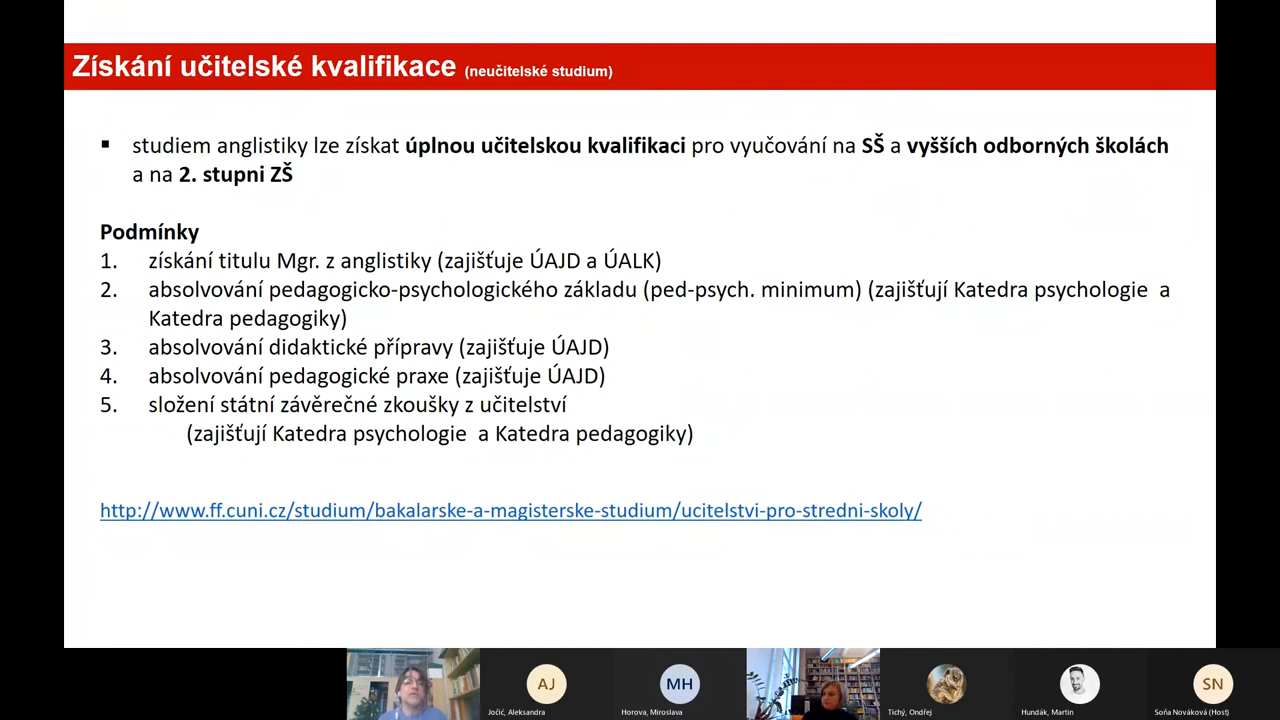 Získání učitelské kvalifikace (neučitelské studium)
▪ studiem anglistiky lze získat úplnou učitelskou kvalifikaci pro vyučování na SŠ a vyšších odborných školách
a na 2. stupni ZŠ
Podmínky
1. získání titulu Mgr. z anglistiky (zajišťuje ÚAJD a ÚALK)
2. absolvování pedagogicko-psychologického základu (ped-psych. minimum) (zajišťují Katedra psychologie a
Katedra pedagogiky)
3. absolvování didaktické přípravy (zajišťuje ÚAJD)
4. absolvování pedagogické praxe (zajišťuje ÚAJD)
5. složení státní závěrečné zkoušky z učitelství
(zajišťují Katedra psychologie a Katedra pedagogiky)
http://www.ff.cuni.cz/studium/bakalarske-a-magisterske-studium/ucitelstvi-pro-stredni-skoly/
AJ
MH
SN
Jočić, Aleksandra
Horova, Miroslava
Tichý, Ondřej
Hundák, Martin
Soňa Nováková (Host)